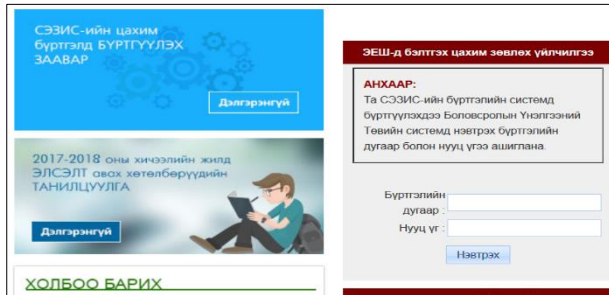 СЭЗИС-ийн цахим
бүртгэлд БҮРТГҮҮЛЭХ
ЗААВАР
Дэлгэрэнгүй
2017-2018 оны хичээлийн жилд
ЭЛСЭЛТ авах хөтөлбөрүүдийн
ТАНИЛЦУУЛГА
Дэлгэрэнгүй
ХОЛБОО БАРИХ
ЭЕШ-д бэлтгэх цахим зөвлөх үйлчилгээ
АНХААР:
Та СЭЗИС-ийн бүртгэлийн системд
бүртгүүлэхдээ Боловсролын Үнэлгээний
Төвийн системд нэвтрэх бүртгэлийн
дугаар болон нууц үгээ ашиглана.
Бүртгэлийн
дугаар :
Нууц үг :
Нэвтрэх